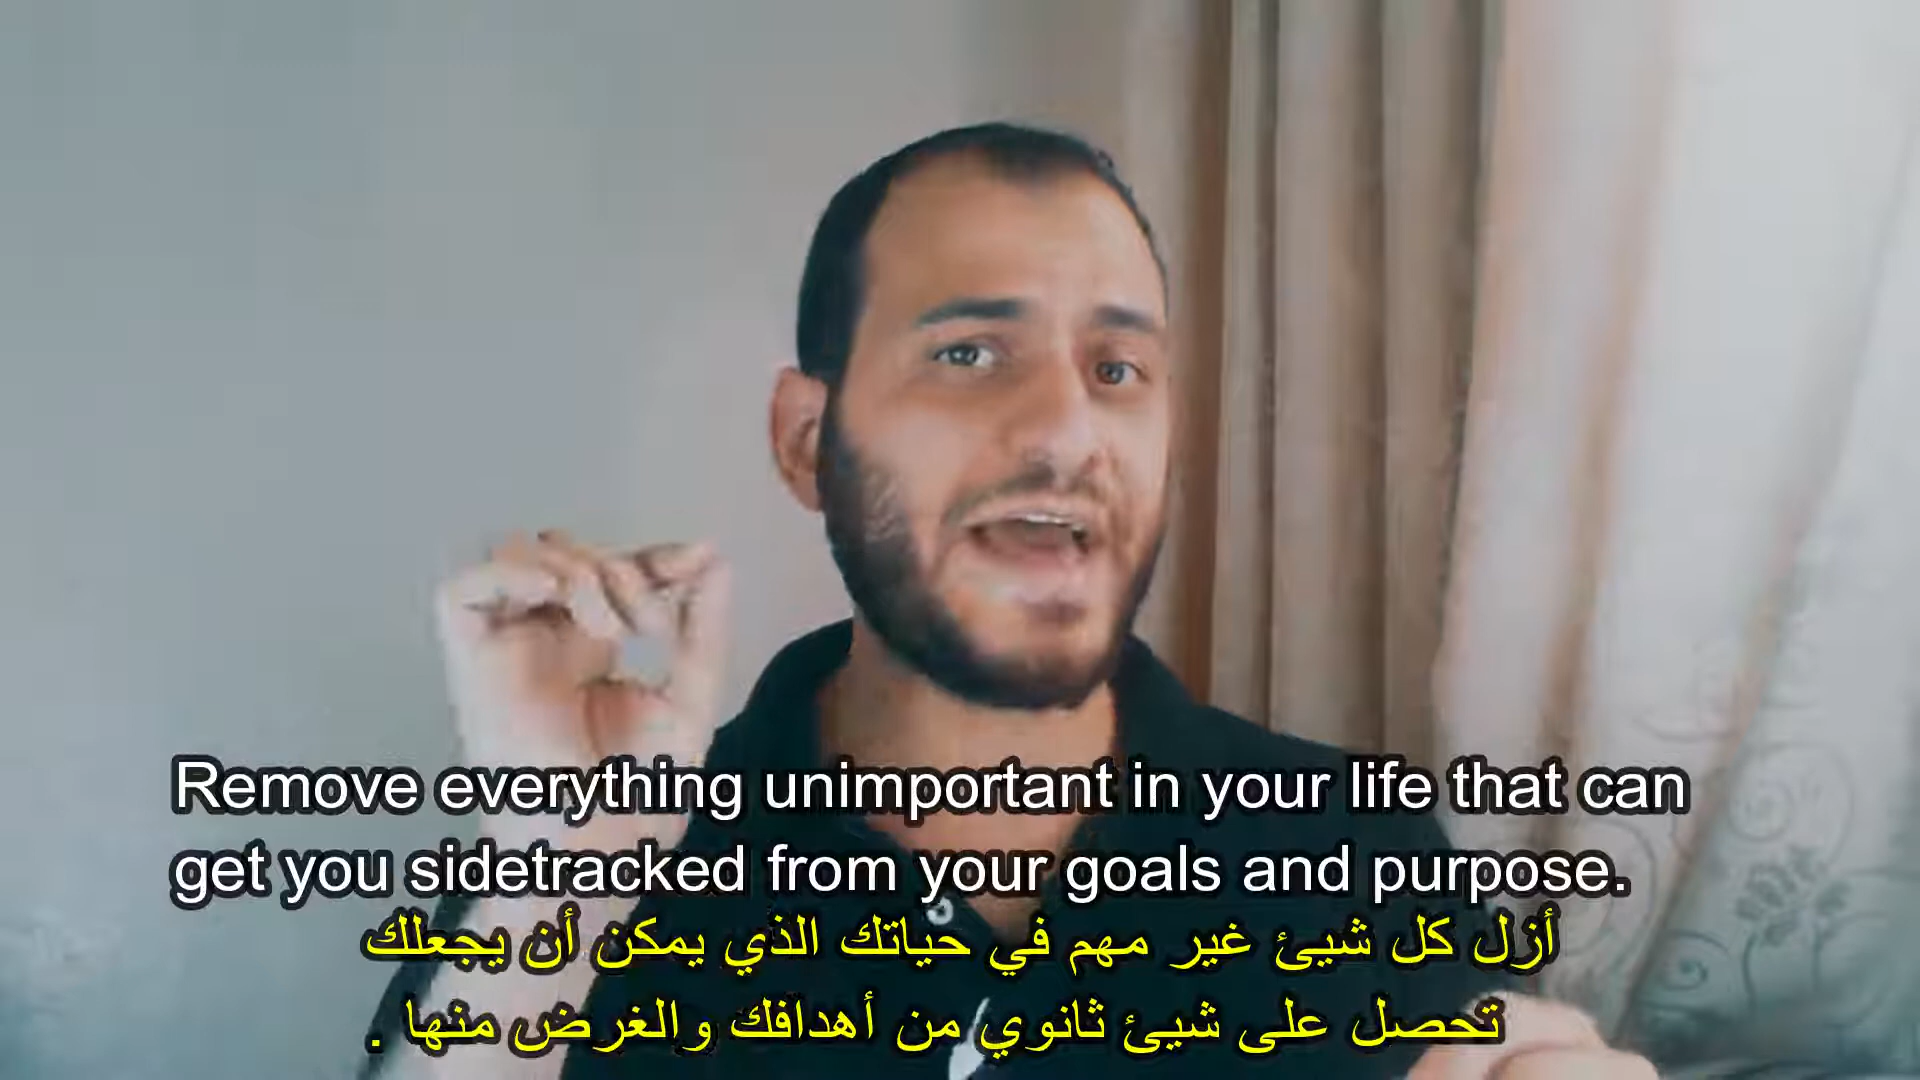 Remove everything unimportant in your life that can
get you sidetracked from your goals and purpose.
أزل كل شيئ غير مهم في حياتك الذي يمكن أن يجعلك
تحصل على شيئ ثانوي من أهدافك والغرض منها .